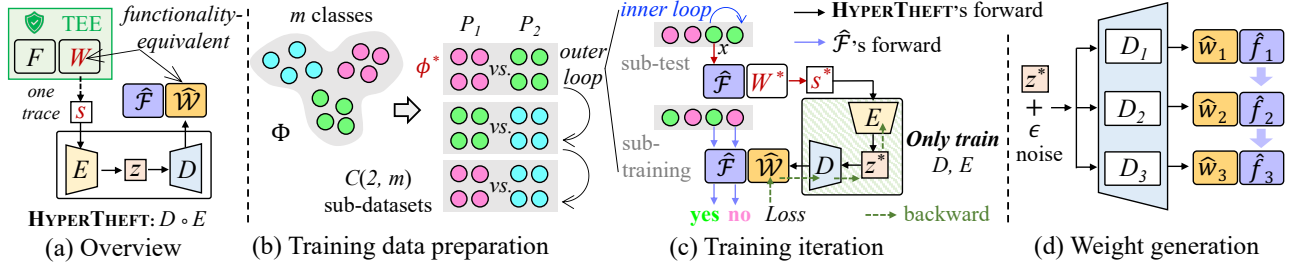 TEE
F
W
functionality-
equivalent
one
trace
s
F̂
Ŵ
E
z
D
HYPERTHEFT: D ∘ E
(a) Overview
m classes
Φ
C(2, m)
sub-datasets
P₁
P₂
ϕ*
vs.
vs.
vs.
outer
loop
(b) Training data preparation
inner loop
x
sub-test
F̂
W*
s*
sub-
training
F̂
Ŵ
D
E
z*
Only train
D, E
yes
no
Loss
backward
HYPERTHEFT's forward
F̂'s forward
(c) Training iteration
z*
+
ϵ
noise
D₁
D₂
D₃
ŵ₁
f̂₁
ŵ₂
f̂₂
ŵ₃
f̂₃
(d) Weight generation